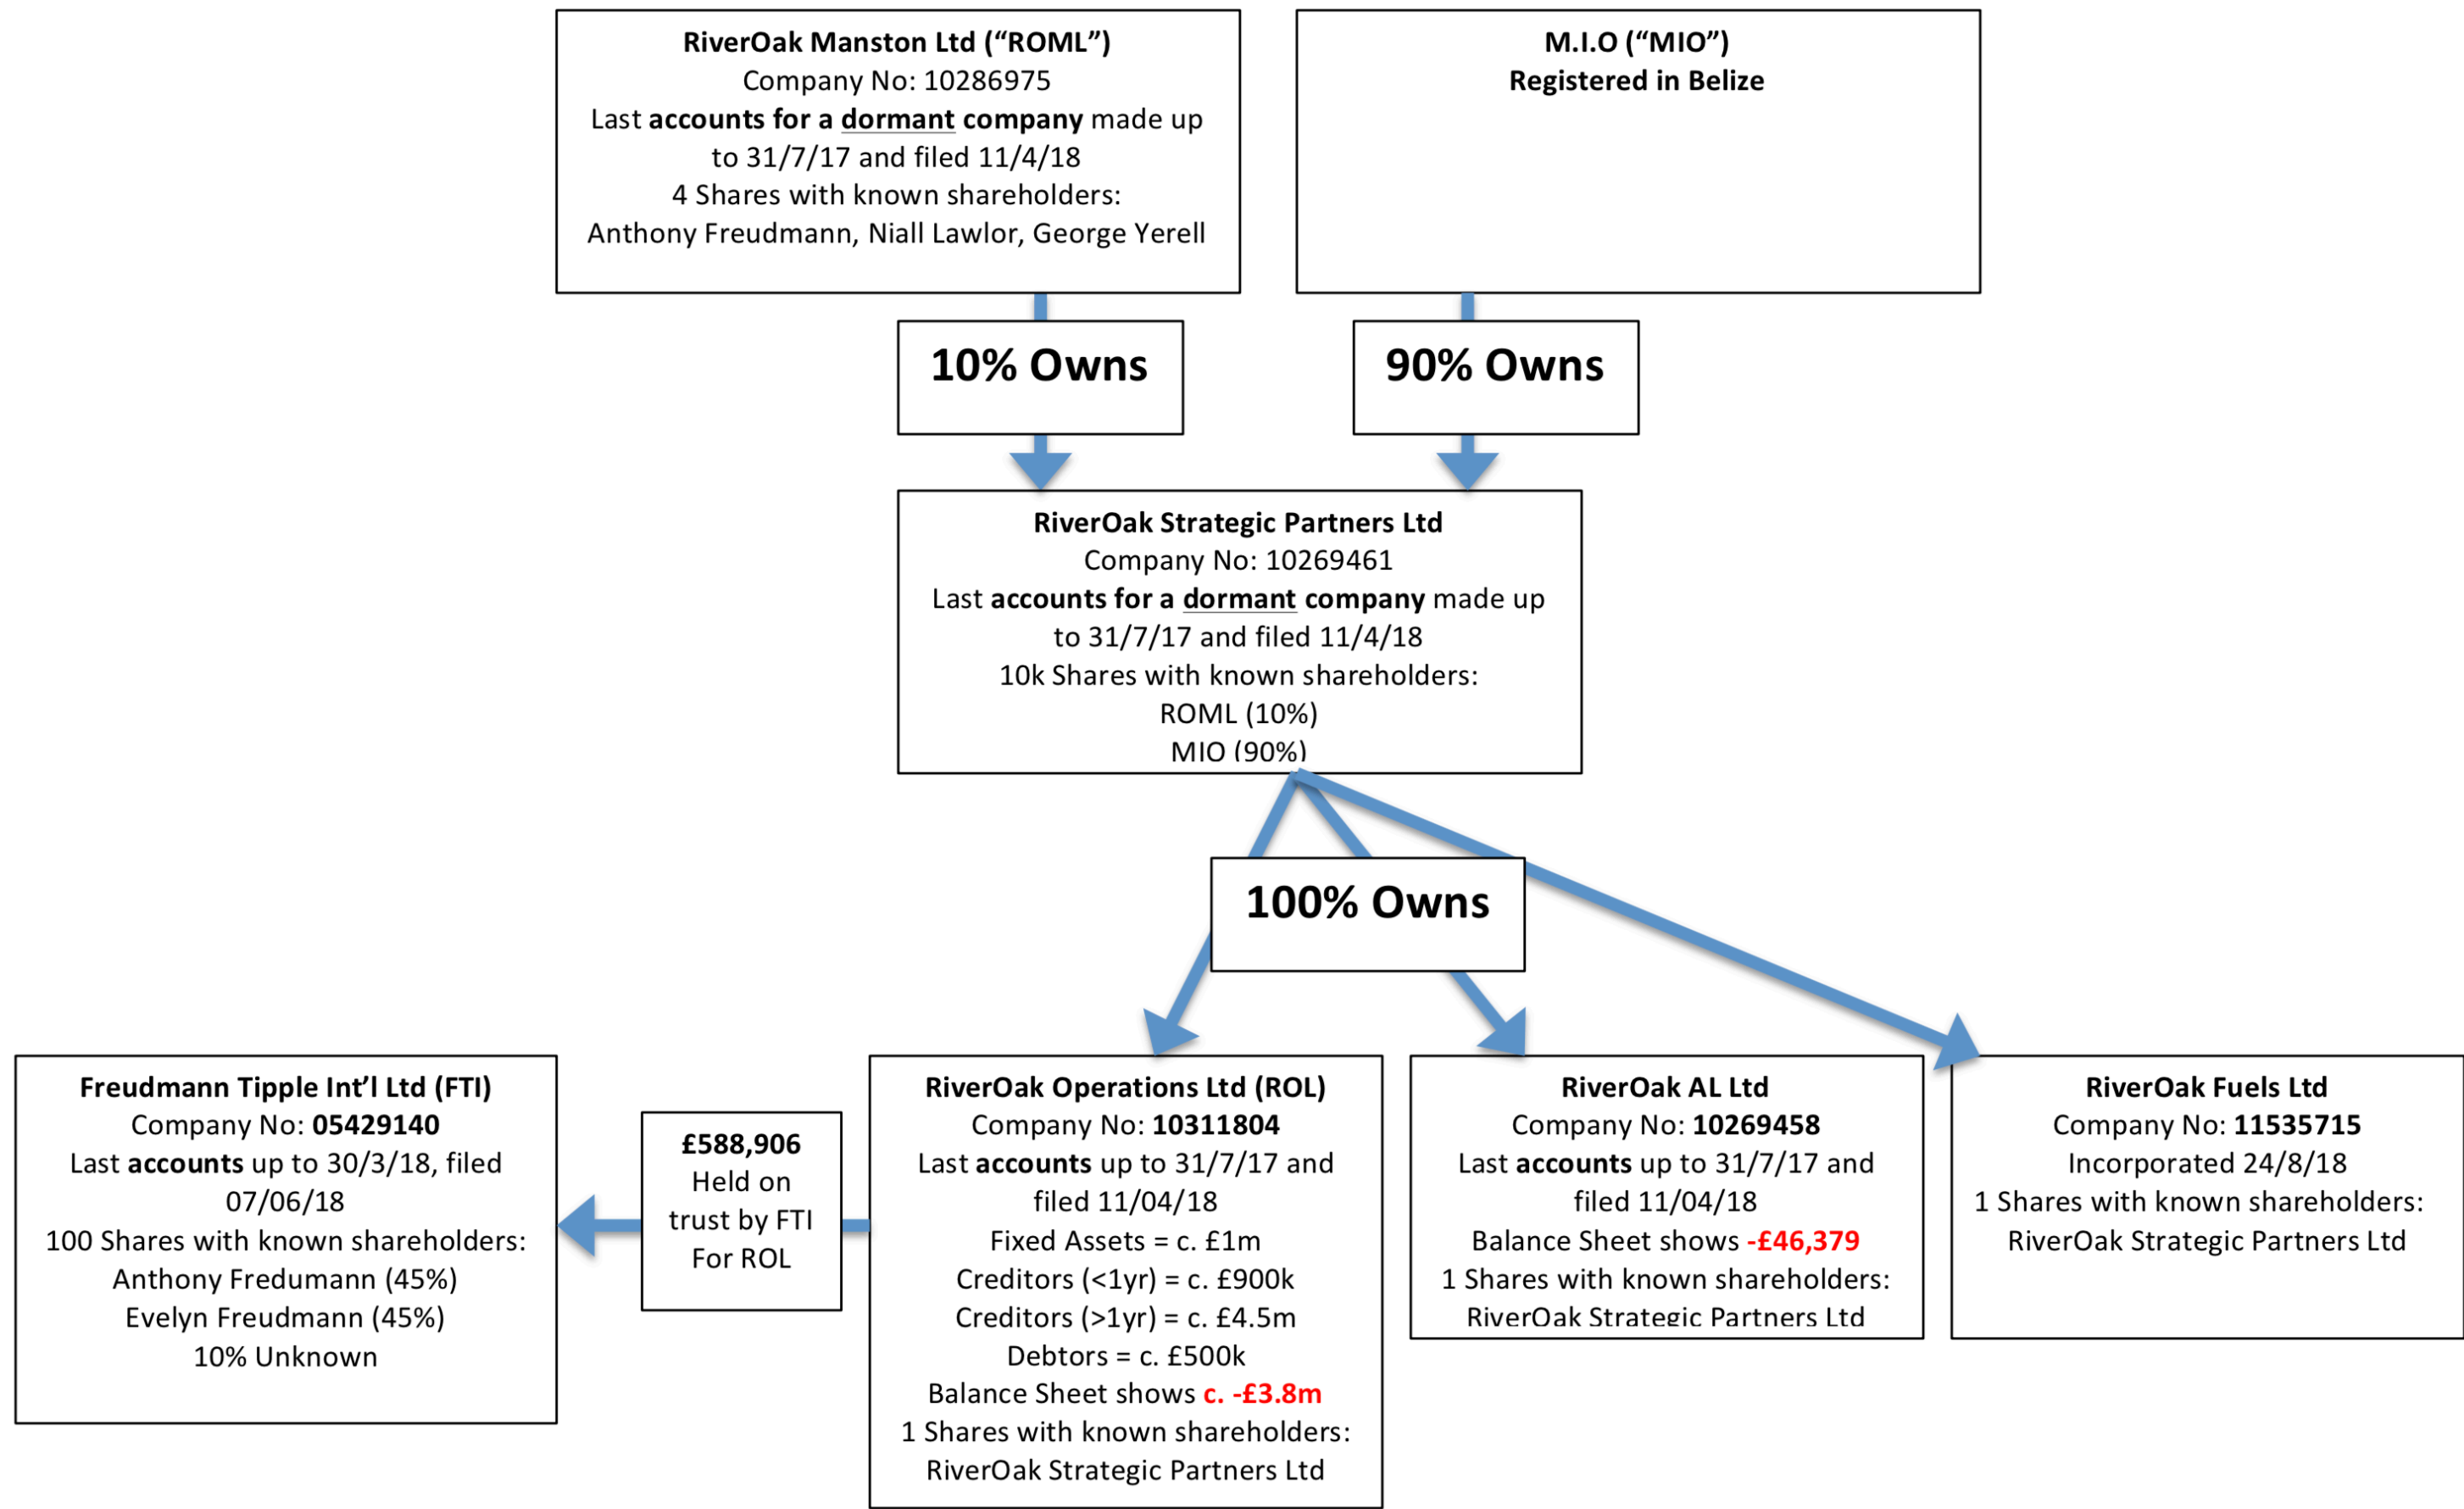 RiverOak Manston Ltd (“ROML”)
Company No: 10286975
Last accounts for a dormant company made up
to 31/7/17 and filed 11/4/18
4 Shares with known shareholders:
Anthony Freudmann, Niall Lawlor, George Yerell
M.I.O (“MIO”)
Registered in Belize
10% Owns
90% Owns
RiverOak Strategic Partners Ltd
Company No: 10269461
Last accounts for a dormant company made up
to 31/7/17 and filed 11/4/18
10k Shares with known shareholders:
ROML (10%)
MIO (90%)
100% Owns
Freudmann Tipple Int’l Ltd (FTI)
Company No: 05429140
Last accounts up to 30/3/18, filed
07/06/18
100 Shares with known shareholders:
Anthony Fredumann (45%)
Evelyn Freudmann (45%)
10% Unknown
£588,906
Held on
trust by FTI
For ROL
RiverOak Operations Ltd (ROL)
Company No: 10311804
Last accounts up to 31/7/17 and
filed 11/04/18
Fixed Assets = c. £1m
Creditors (<1yr) = c. £900k
Creditors (>1yr) = c. £4.5m
Debtors = c. £500k
Balance Sheet shows c. -£3.8m
1 Shares with known shareholders:
RiverOak Strategic Partners Ltd
RiverOak AL Ltd
Company No: 10269458
Last accounts up to 31/7/17 and
filed 11/04/18
Balance Sheet shows -£46,379
1 Shares with known shareholders:
RiverOak Strategic Partners Ltd
RiverOak Fuels Ltd
Company No: 11535715
Incorporated 24/8/18
1 Shares with known shareholders:
RiverOak Strategic Partners Ltd